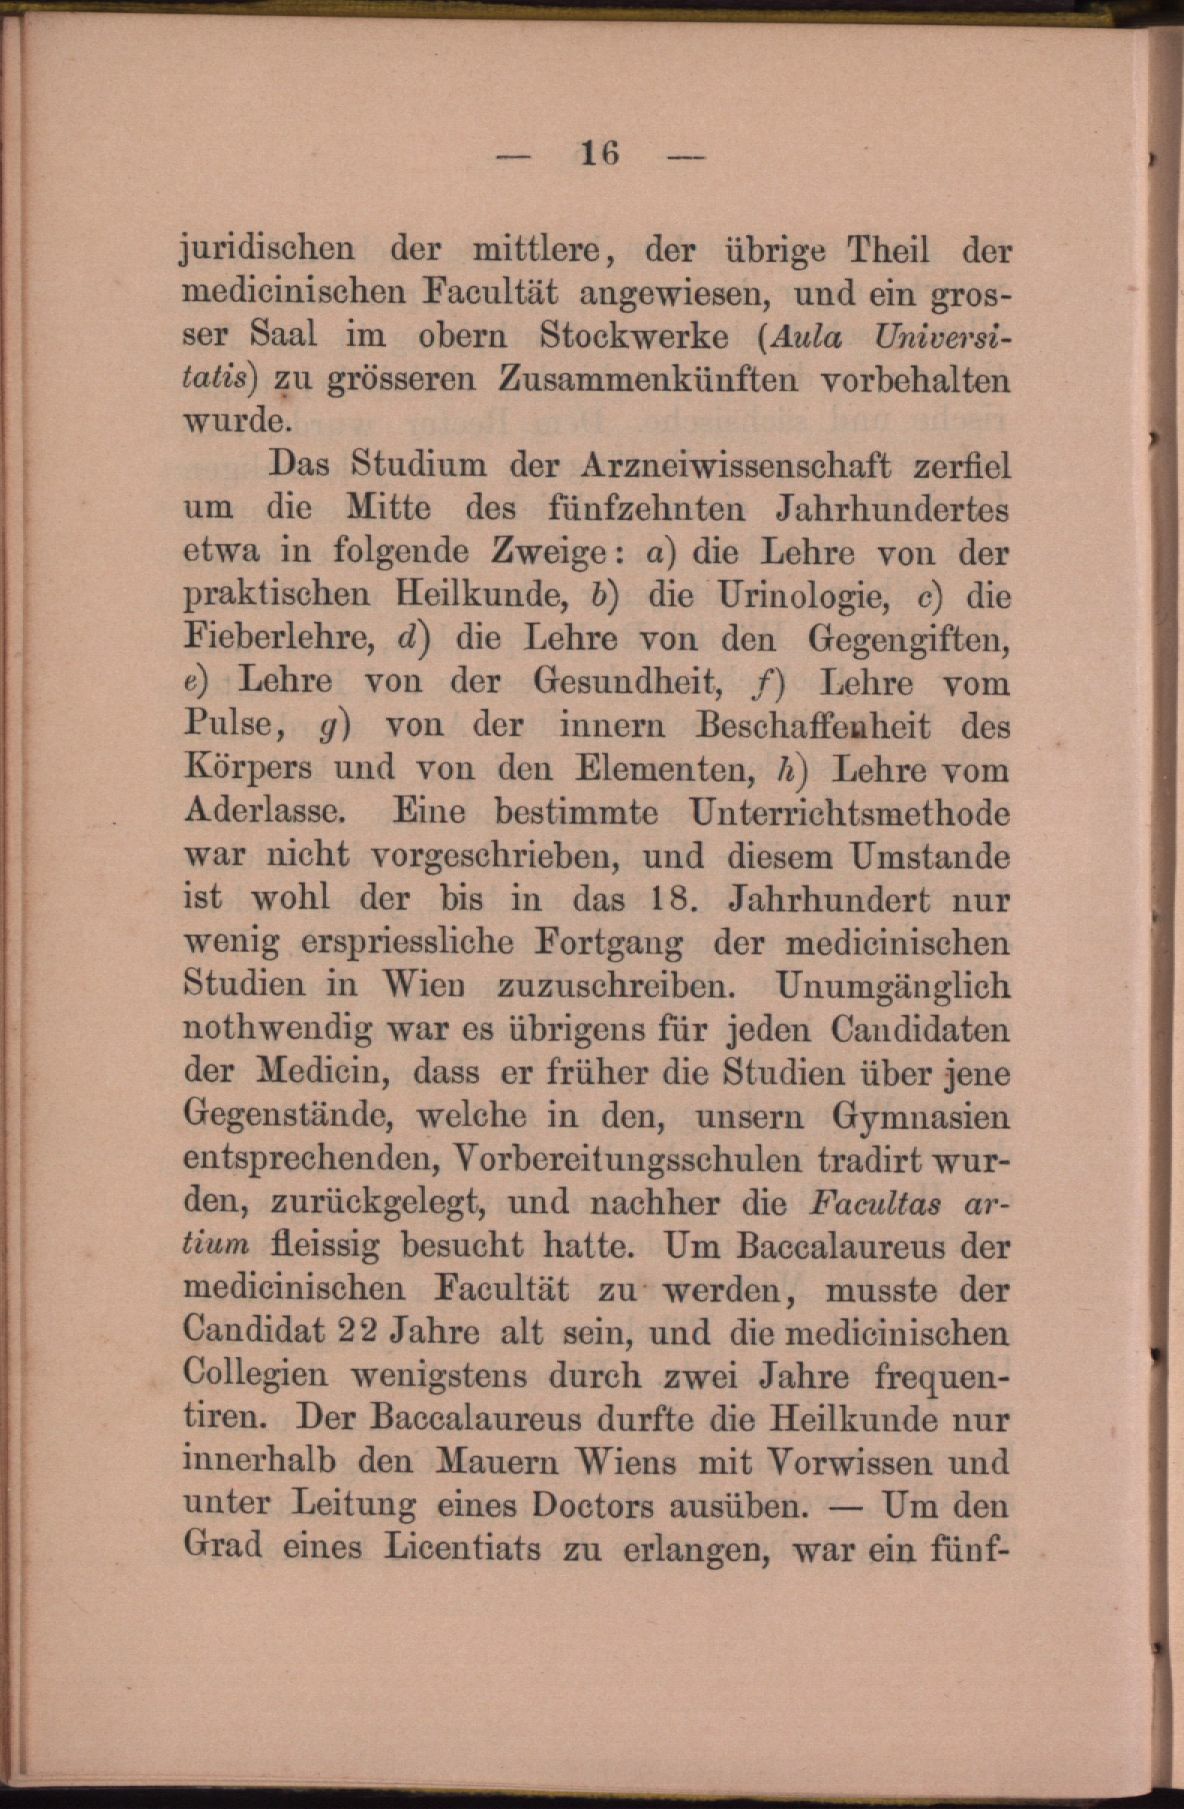 — 16 —
juridischen der mittlere, der übrige Theil der
medicinischen Facultät angewiesen, und ein gros-
ser Saal im obern Stockwerke (Aula Universi-
tatis) zu grösseren Zusammenkünften vorbehalten
wurde.
Das Studium der Arzneiwissenschaft zerfiel
um die Mitte des fünfzehnten Jahrhundertes
etwa in folgende Zweige: a) die Lehre von der
praktischen Heilkunde, b) die Urinologie, c) die
Fieberlehre, d) die Lehre von den Gegengiften,
e) Lehre von der Gesundheit, f) Lehre vom
Pulse, g) von der innern Beschaffenheit des
Körpers und von den Elementen, h) Lehre vom
Aderlasse. Eine bestimmte Unterrichtsmethode
war nicht vorgeschrieben, und diesem Umstande
ist wohl der bis in das 18. Jahrhundert nur
wenig erspriessliche Fortgang der medicinischen
Studien in Wien zuzuschreiben. Unumgänglich
nothwendig war es übrigens für jeden Candidaten
der Medicin, dass er früher die Studien über jene
Gegenstände, welche in den, unsern Gymnasien
entsprechenden, Vorbereitungsschulen tradirt wur-
den, zurückgelegt, und nachher die Facultas ar-
tium fleissig besucht hatte. Um Baccalaureus der
medicinischen Facultät zu werden, musste der
Candidat 22 Jahre alt sein, und die medicinischen
Collegien wenigstens durch zwei Jahre frequen-
tiren. Der Baccalaureus durfte die Heilkunde nur
innerhalb den Mauern Wiens mit Vorwissen und
unter Leitung eines Doctors ausüben. — Um den
Grad eines Licentiats zu erlangen, war ein fünf-